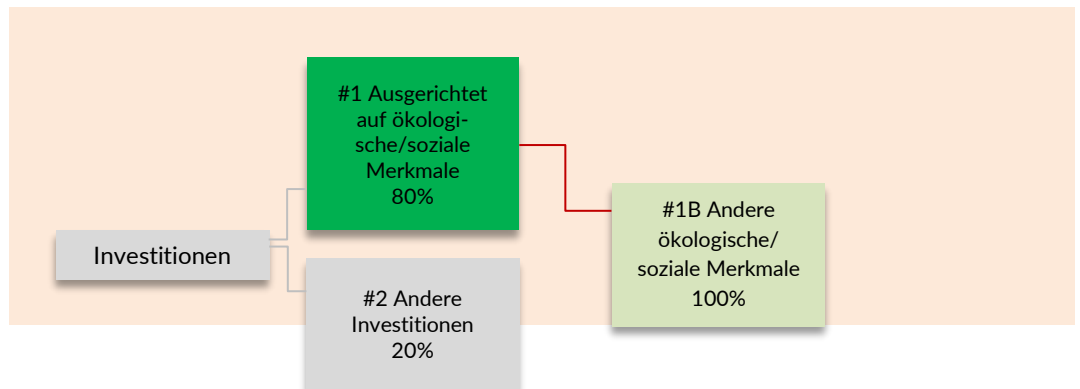 #1 Ausgerichtet
auf ökologi-
sche/soziale
Merkmale
80%
#1B Andere
ökologische/
soziale Merkmale
100%
Investitionen
#2 Andere
Investitionen
20%